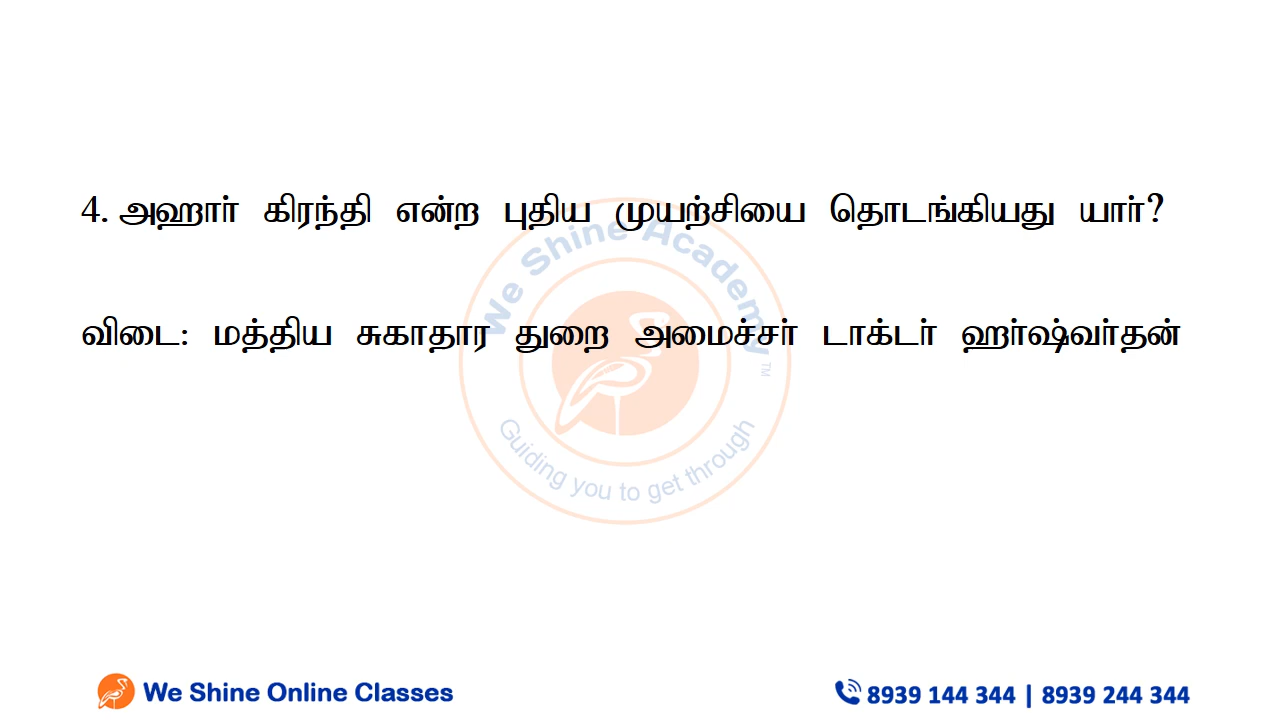 4. அஹார் கிரந்தி என்ற புதிய முயற்சியை தொடங்கியது யார்?
விடை: மத்திய சுகாதார துறை அமைச்சர் டாக்டர் ஹர்ஷ்வர்தன்
We Shine Academy
TM
Guiding you to get through
We Shine Online Classes
8939 144 344 | 8939 244 344